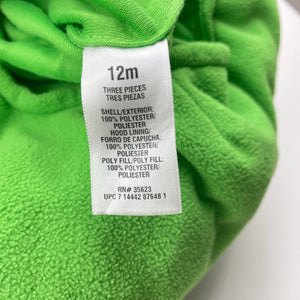 12m
THREE PIECES
TRES PIEZAS
SHELL/EXTERIOR:
100% POLYESTER/
POLIESTER
HOOD LINING/
FORRO DE CAPUCHA:
100% POLYESTER/
POLIESTER
POLY FILL/POLY FILL:
100% POLYESTER/
POLIESTER
RN# 35623
UPC 7 14442 87648 1